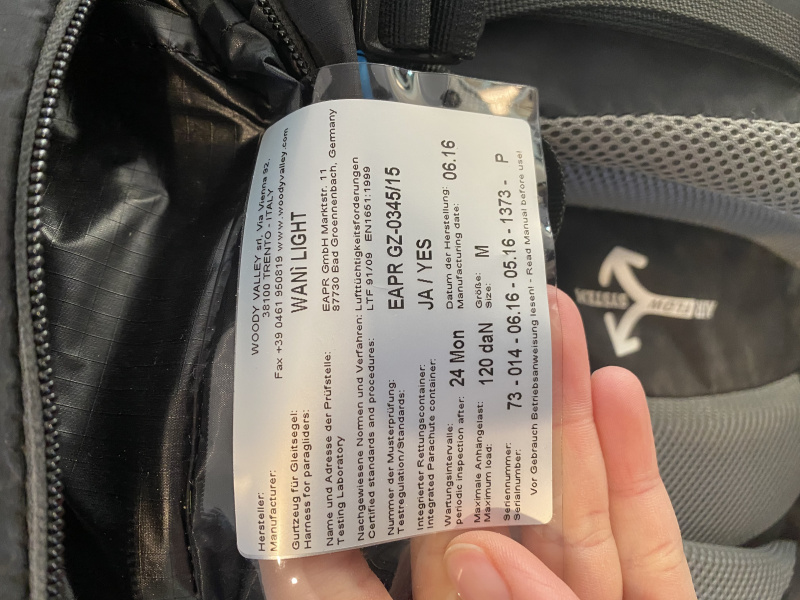 Hersteller: WOODY VALLEY srl, Via Vienna 92,
Manufacturer: 38100 TRENTO - ITALY
Fax +39 0461 950819 www.woodyvalley.com
Gurtzeug für Gleitsegel: WANi LIGHT
Harness for paragliders:
Name und Adresse der Prüfstelle: EAPR GmbH Marktstr. 11
Testing Laboratory 87730 Bad Groennenbach, Germany
Nachgewiesene Normen und Verfahren: Lufttüchtigkeitsforderungen
Certified standards and procedures: LTF 91/09 EN1651:1999
Nummer der Musterprüfung: EAPR GZ-0345/15
Testregulation/Standards:
Integrierter Rettungscontainer: JA / YES
Integrated Parachute container:
Wartungsintervalle: 24 Mon Datum der Herstellung: 06.16
periodic inspection after: Manufacturing date:
Maximale Anhängelast: 120 daN Größe: M
Maximum load: Size:
Seriennummer: 73 - 014 - 06.16 - 05.16 - 1373 - P
Serialnumber:
Vor Gebrauch Betriebsanweisung lesen! - Read Manual before use!
AIRFLOW
SYSTEM